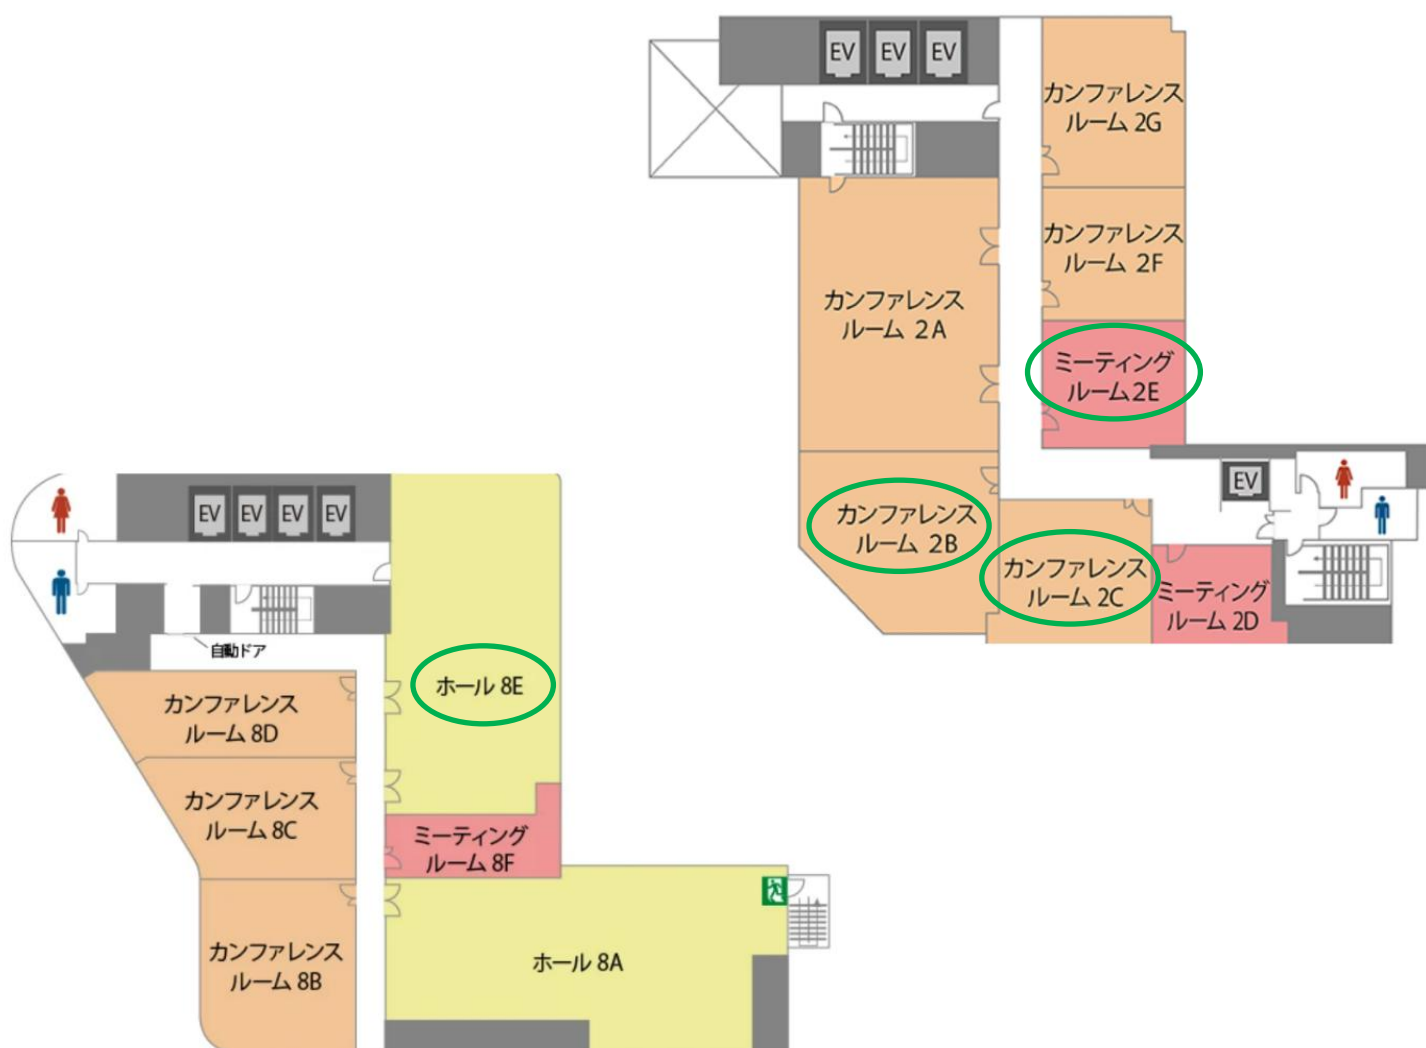 EV EV EV
カンファレンス
ルーム 2G
カンファレンス
ルーム 2F
カンファレンス
ルーム 2A
ミーティング
ルーム2E
EV
カンファレンス
ルーム 2B
カンファレンス
ルーム 2C
ミーティング
ルーム 2D
EV EV EV EV
自動ドア
ホール 8E
カンファレンス
ルーム 8D
カンファレンス
ルーム 8C
ミーティング
ルーム 8F
カンファレンス
ルーム 8B
ホール 8A